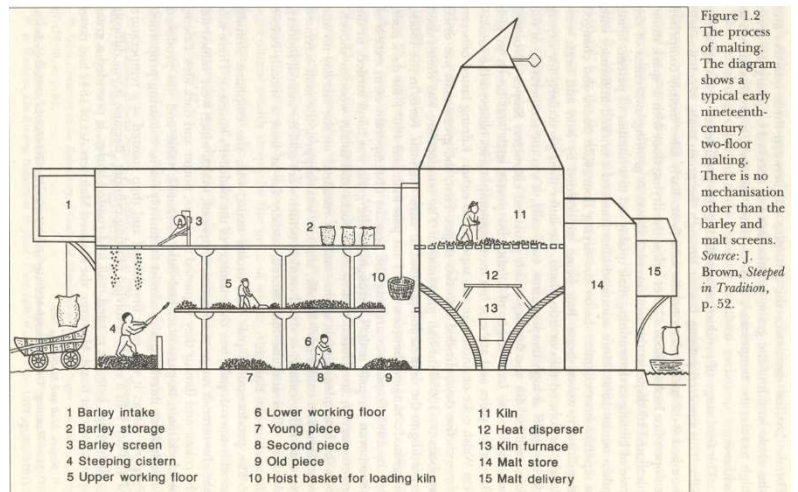 Figure 1.2
The process
of malting.
The diagram
shows a
typical early
nineteenth-
century
two-floor
malting.
There is no
mechanisation
other than the
barley and
malt screens.
Source: J.
Brown, Steeped
in Tradition,
p. 52.
1
2
3
4
5
6
7
8
9
10
11
12
13
14
15
1 Barley intake
2 Barley storage
3 Barley screen
4 Steeping cistern
5 Upper working floor
6 Lower working floor
7 Young piece
8 Second piece
9 Old piece
10 Hoist basket for loading kiln
11 Kiln
12 Heat disperser
13 Kiln furnace
14 Malt store
15 Malt delivery